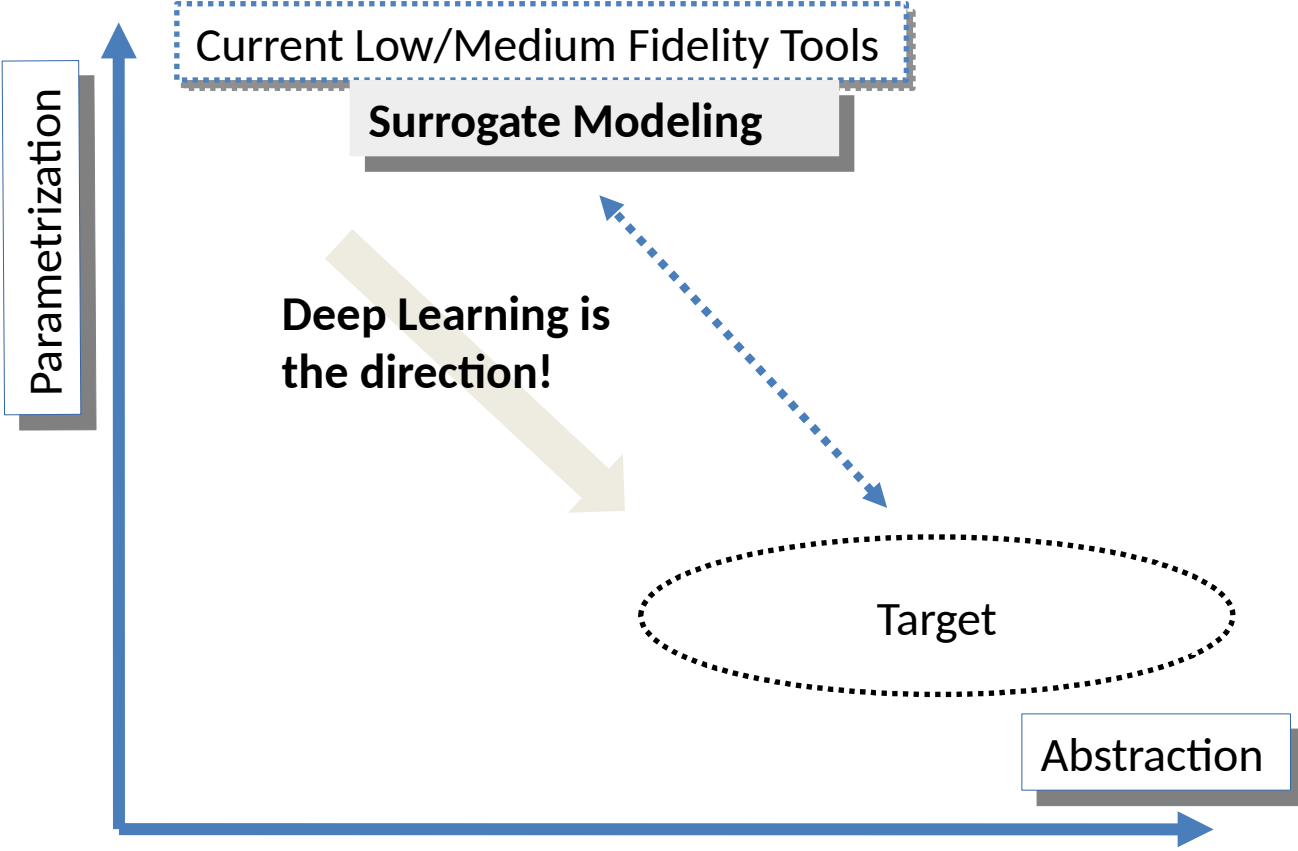 Current Low/Medium Fidelity Tools
Surrogate Modeling
Parametrization
Deep Learning is
the direction!
Target
Abstraction